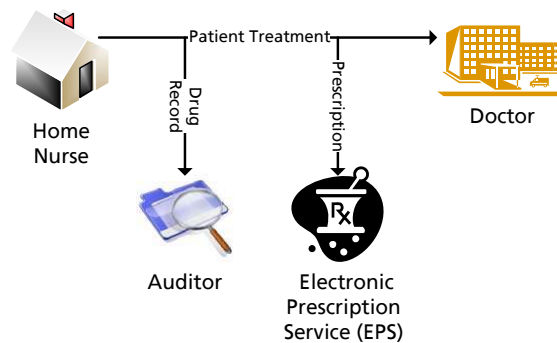 Patient Treatment
Drug
Record
Prescription
Home
Nurse
Doctor
Rx
Auditor
Electronic
Prescription
Service (EPS)